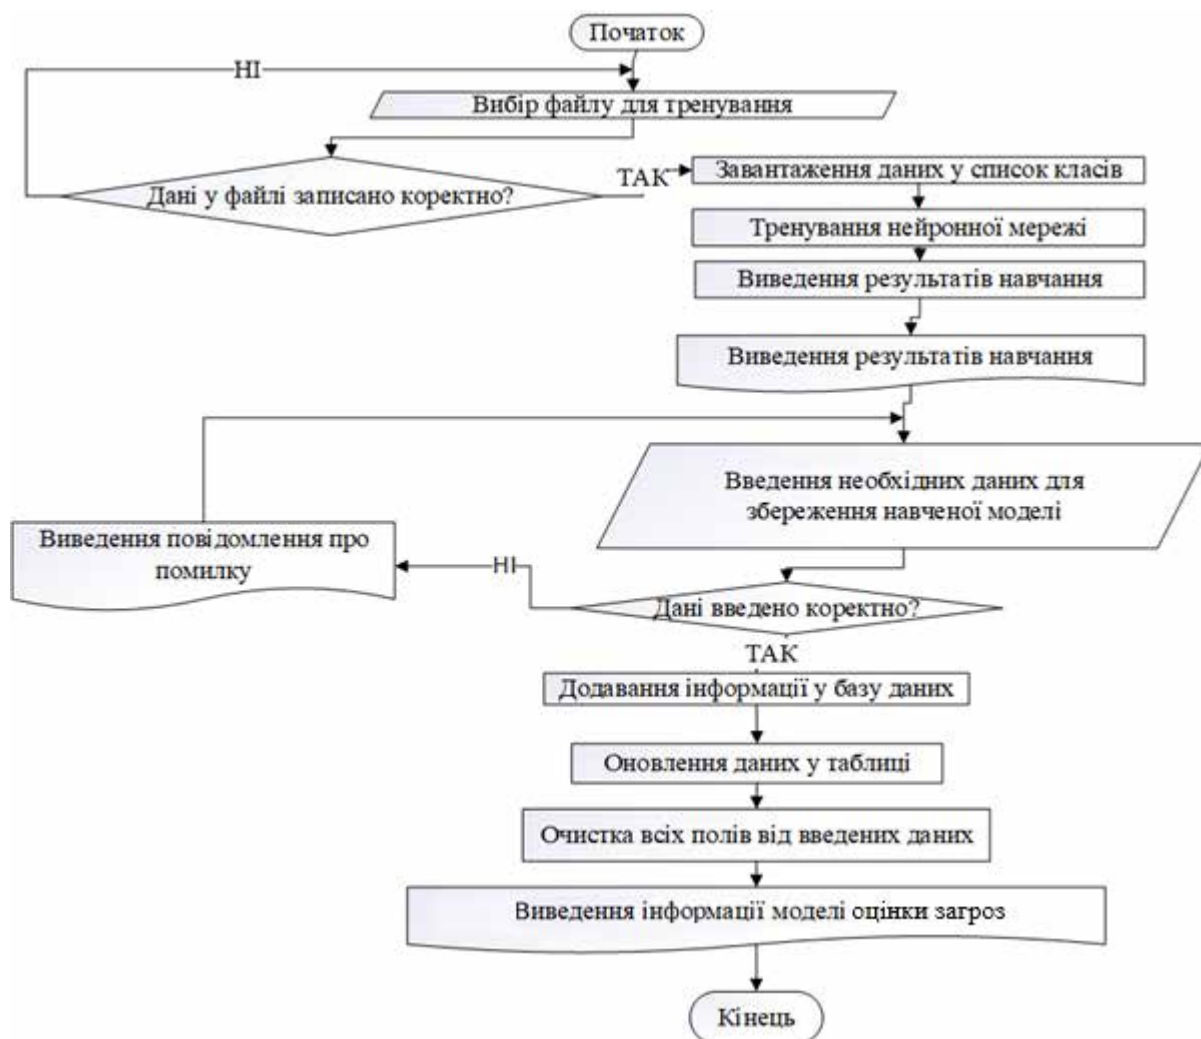 Початок
НІ
Вибір файлу для тренування
Дані у файлі записано коректно?
ТАК
Завантаження даних у список класів
Тренування нейронної мережі
Виведення результатів навчання
Виведення результатів навчання
Введення необхідних даних для
збереження навченої моделі
Виведення повідомлення про
помилку
НІ
Дані введено коректно?
ТАК
Додавання інформації у базу даних
Оновлення даних у таблиці
Очистка всіх полів від введених даних
Виведення інформації моделі оцінки загроз
Кінець